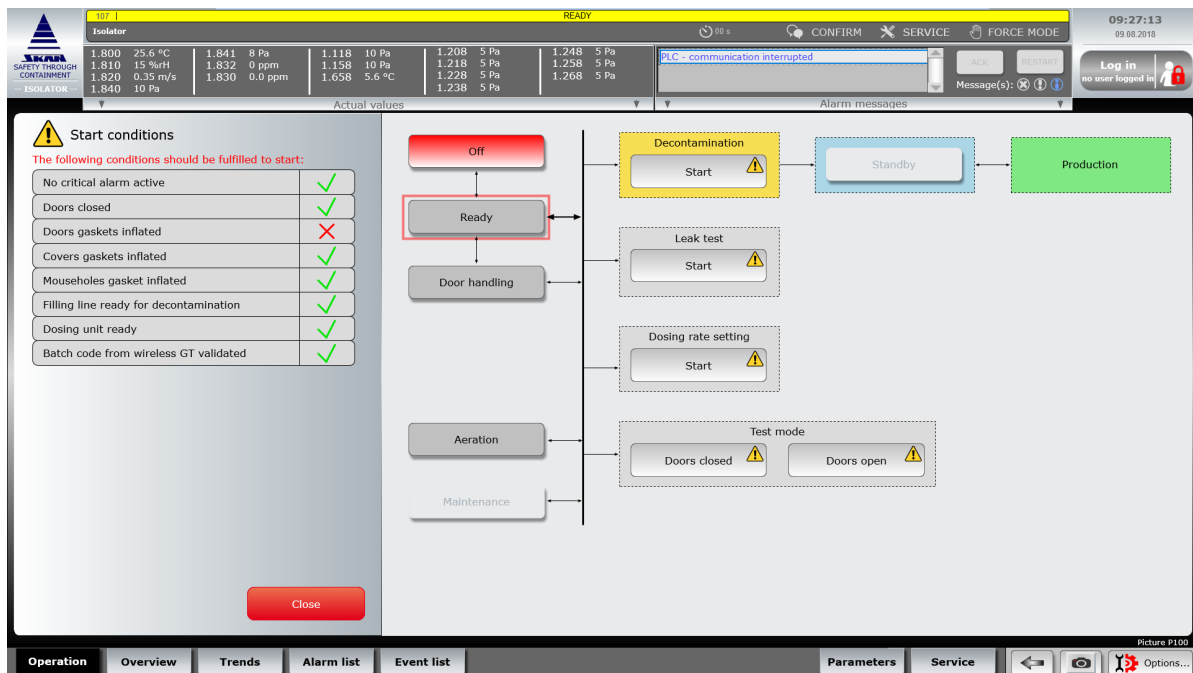 107 | READY
Isolator
00 s CONFIRM SERVICE FORCE MODE
09:27:13
09.08.2018
SKAN
SAFETY THROUGH
CONTAINMENT
-- ISOLATOR --
1.800 25.6 ºC 1.841 8 Pa 1.118 10 Pa 1.208 5 Pa 1.248 5 Pa
1.810 15 %rH 1.832 0 ppm 1.158 10 Pa 1.218 5 Pa 1.258 5 Pa
1.820 0.35 m/s 1.830 0.0 ppm 1.658 5.6 ºC 1.228 5 Pa 1.268 5 Pa
1.840 10 Pa 1.238 5 Pa
Actual values
PLC - communication interrupted
ACK RESTART
Message(s):
Alarm messages
Log in
no user logged in
Start conditions
The following conditions should be fulfilled to start:
No critical alarm active
Doors closed
Doors gaskets inflated
Covers gaskets inflated
Mouseholes gasket inflated
Filling line ready for decontamination
Dosing unit ready
Batch code from wireless GT validated
Close
Off
Ready
Door handling
Aeration
Maintenance
Decontamination
Start
Standby
Production
Leak test
Start
Dosing rate setting
Start
Test mode
Doors closed
Doors open
Picture P100
Operation Overview Trends Alarm list Event list Parameters Service Options...